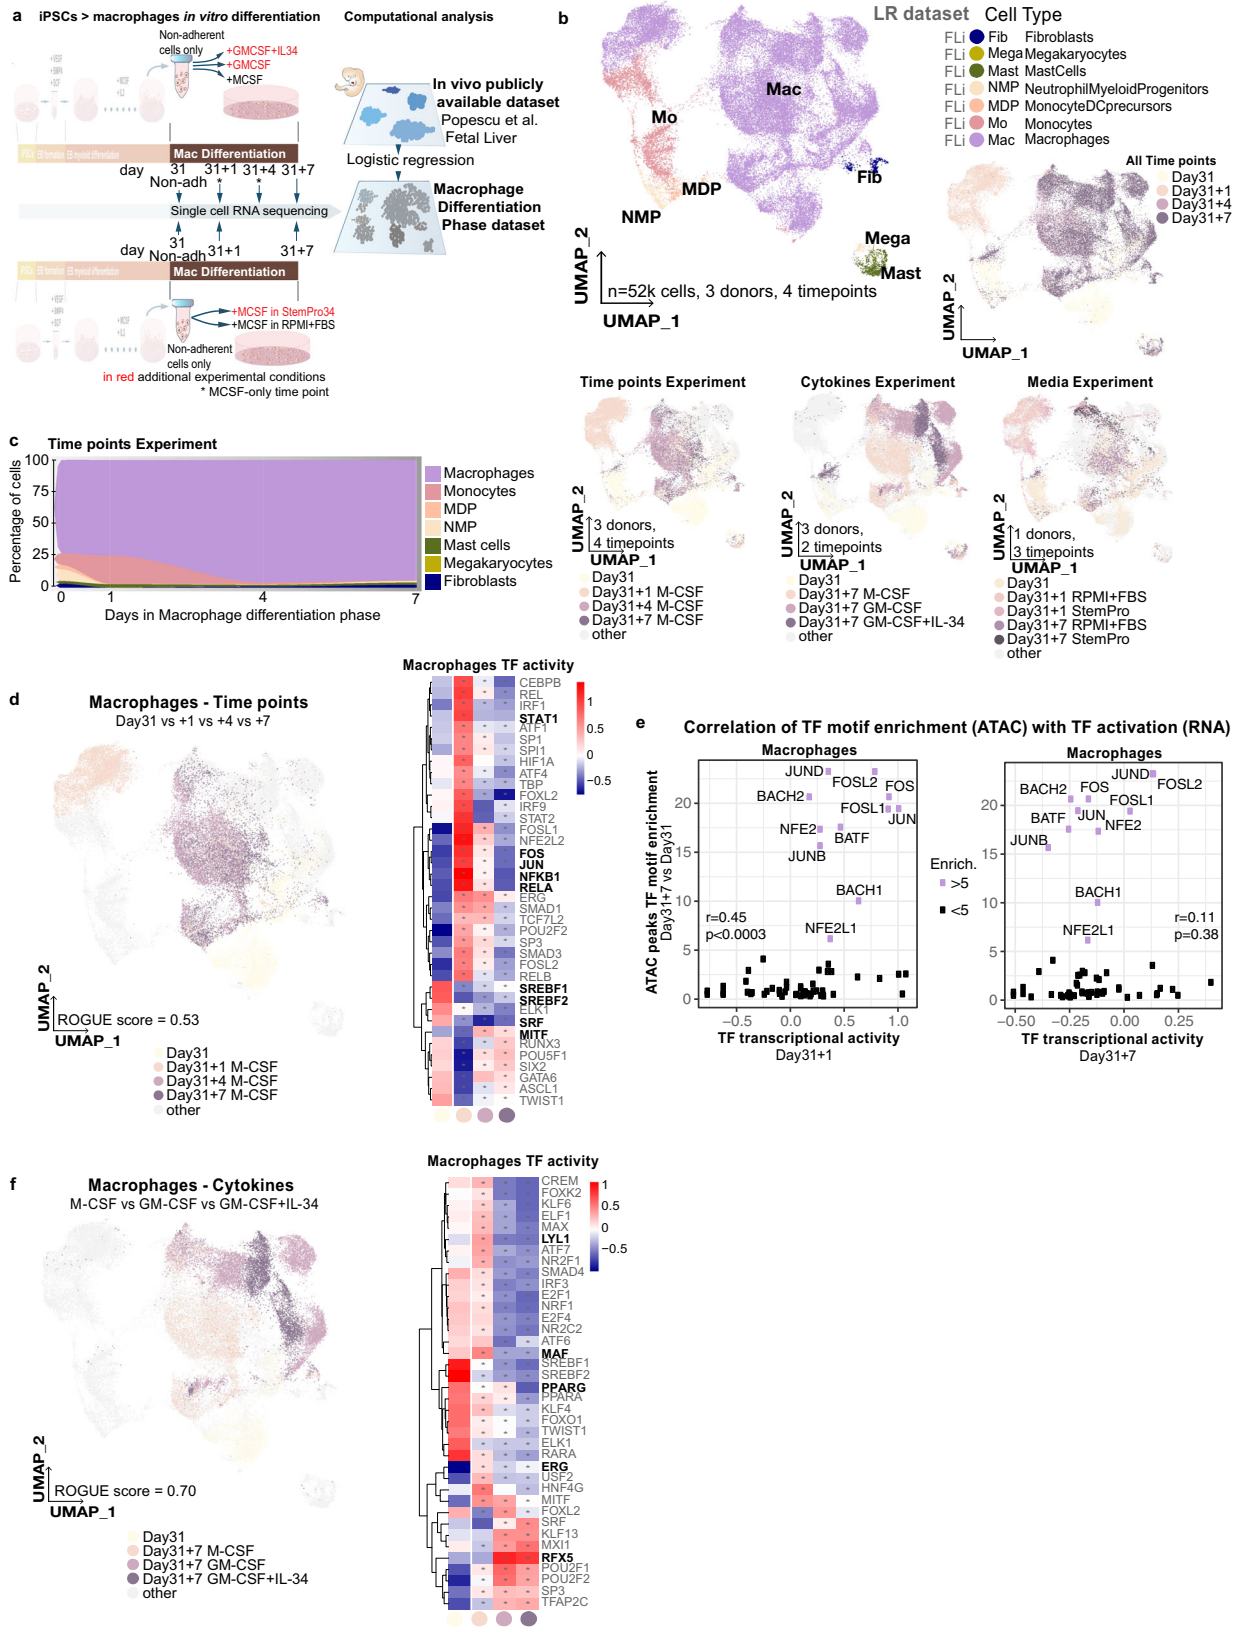 a
iPSCs > macrophages in vitro differentiation
Computational analysis
Non-adherent
cells only
+GMCSF+IL34
+GMCSF
+MCSF
In vivo publicly
available dataset
Popescu et al.
Fetal Liver
Logistic regression
Mac Differentiation
day
31
31+1
31+4
31+7
Non-adh
*
*
Single cell RNA sequencing
Macrophage
Differentiation
Phase dataset
day
31
Non-adh
31+1
31+7
Mac Differentiation
+MCSF in StemPro34
+MCSF in RPMI+FBS
Non-adherent
cells only
in red additional experimental conditions
* MCSF-only time point
b
LR dataset Cell Type
FLi Fib Fibroblasts
FLi Mega Megakaryocytes
FLi Mast MastCells
FLi NMP NeutrophilMyeloidProgenitors
FLi MDP MonocyteDCprecursors
FLi Mo Monocytes
FLi Mac Macrophages
Mac
Mo
MDP
NMP
Fib
Mega
Mast
n=52k cells, 3 donors, 4 timepoints
UMAP_2
UMAP_1
All Time points
Day31
Day31+1
Day31+4
Day31+7
UMAP_2
UMAP_1
Time points Experiment
3 donors,
4 timepoints
UMAP_2
UMAP_1
Day31
Day31+1 M-CSF
Day31+4 M-CSF
Day31+7 M-CSF
other
Cytokines Experiment
3 donors,
2 timepoints
UMAP_2
UMAP_1
Day31
Day31+7 M-CSF
Day31+7 GM-CSF
Day31+7 GM-CSF+IL-34
other
Media Experiment
1 donors,
3 timepoints
UMAP_2
UMAP_1
Day31
Day31+1 RPMI+FBS
Day31+1 StemPro
Day31+7 RPMI+FBS
Day31+7 StemPro
other
c
Time points Experiment
Percentage of cells
100
75
50
25
0
0
1
4
7
Days in Macrophage differentiation phase
Macrophages
Monocytes
MDP
NMP
Mast cells
Megakaryocytes
Fibroblasts
d
Macrophages - Time points
Day31 vs +1 vs +4 vs +7
ROGUE score = 0.53
UMAP_2
UMAP_1
Day31
Day31+1 M-CSF
Day31+4 M-CSF
Day31+7 M-CSF
other
Macrophages TF activity
CEBPB
REL
IRF1
STAT1
ATF1
SP1
SPI1
HIF1A
ATF4
TBP
FOXL2
IRF9
STAT2
FOSL1
NFE2L2
FOS
JUN
NFKB1
RELA
ERG
SMAD1
TCF7L2
POU2F2
SP3
SMAD3
FOSL2
RELB
SREBF1
SREBF2
ELK1
SRF
MITF
RUNX3
POU5F1
SIX2
GATA6
ASCL1
TWIST1
1
0.5
0
−0.5
e
Correlation of TF motif enrichment (ATAC) with TF activation (RNA)
Macrophages
ATAC peaks TF motif enrichment
Day31+7 vs Day31
20
15
10
5
0
JUND
FOSL2
BACH2
FOS
FOSL1
JUN
NFE2
BATF
JUNB
BACH1
NFE2L1
r=0.45
p<0.0003
−0.5
0.0
0.5
1.0
TF transcriptional activity
Day31+1
Enrich.
>5
<5
Macrophages
20
15
10
5
0
JUND
FOSL2
BACH2
FOS
FOSL1
BATF
JUN
NFE2
JUNB
BACH1
NFE2L1
r=0.11
p=0.38
−0.50
−0.25
0.00
0.25
TF transcriptional activity
Day31+7
f
Macrophages - Cytokines
M-CSF vs GM-CSF vs GM-CSF+IL-34
ROGUE score = 0.70
UMAP_2
UMAP_1
Day31
Day31+7 M-CSF
Day31+7 GM-CSF
Day31+7 GM-CSF+IL-34
other
Macrophages TF activity
CREM
FOXK2
KLF6
ELF1
MAX
LYL1
ATF7
NR2F1
SMAD4
IRF3
E2F1
NRF1
E2F4
NR2C2
ATF6
MAF
SREBF1
SREBF2
PPARG
PPARA
KLF4
FOXO1
TWIST1
ELK1
RARA
ERG
USF2
HNF4G
MITF
FOXL2
SRF
KLF13
MXI1
RFX5
POU2F1
POU2F2
SP3
TFAP2C
1
0.5
0
−0.5